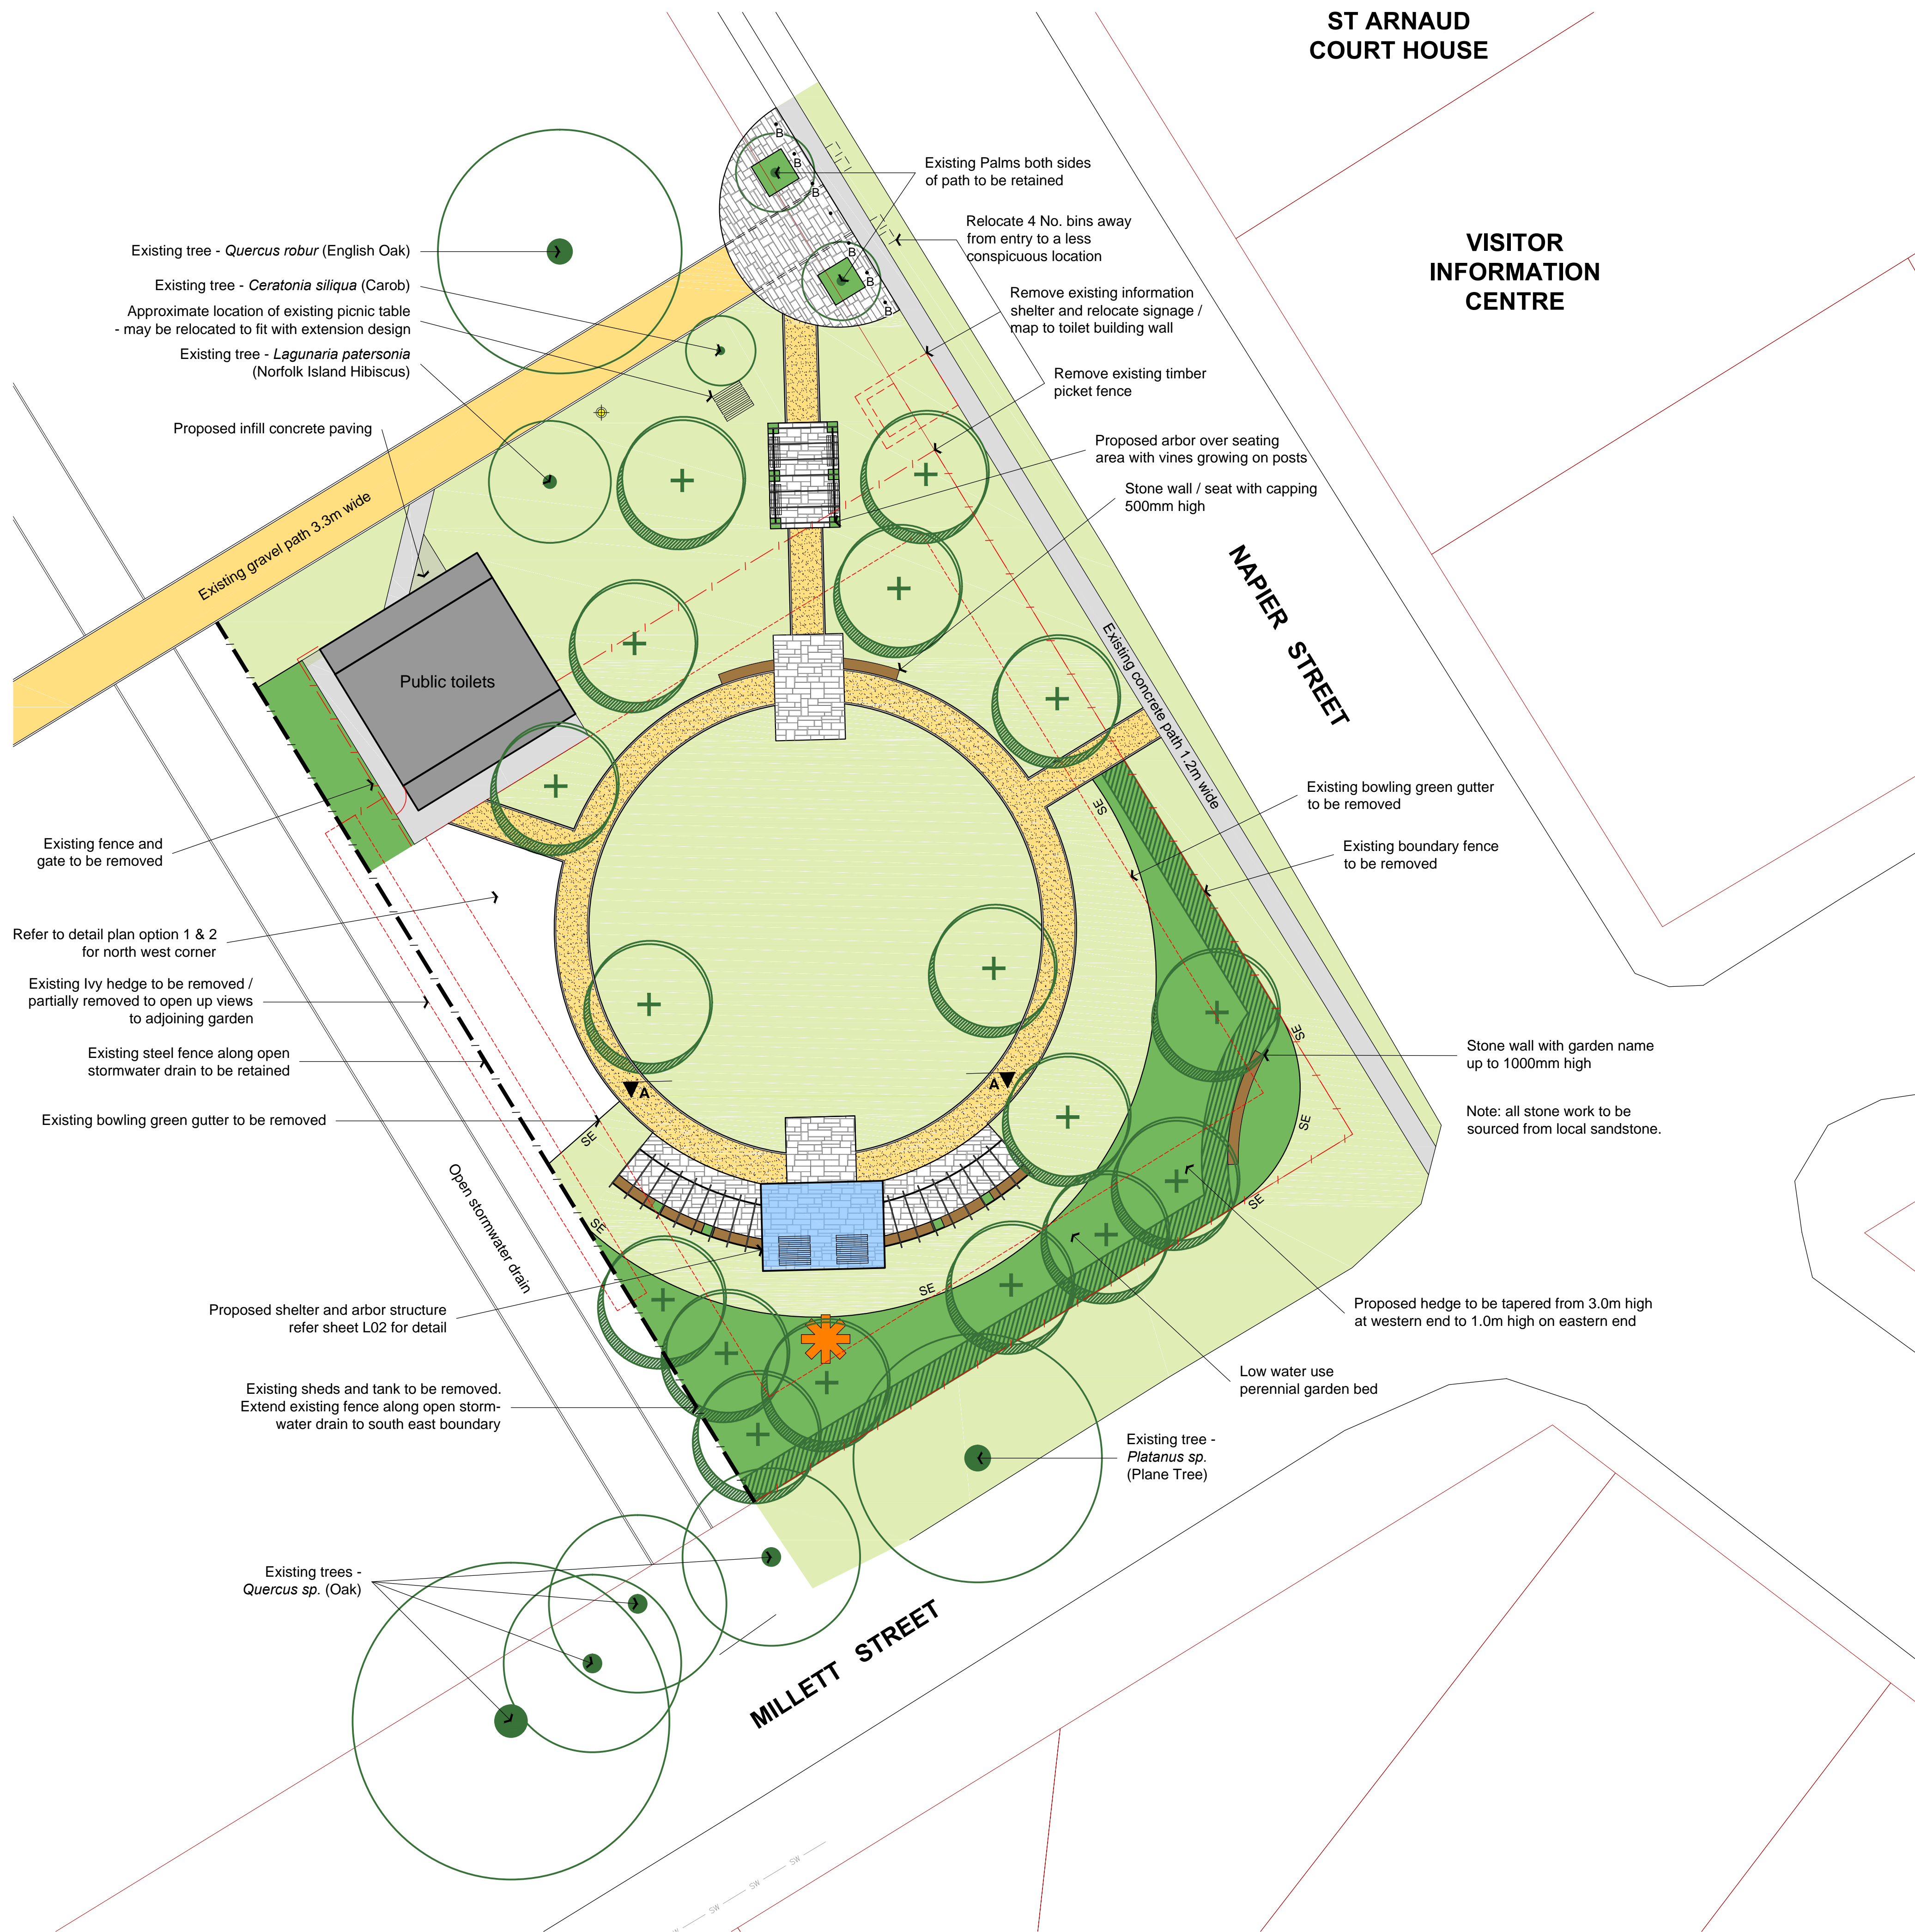 ST ARNAUD
COURT HOUSE
VISITOR
INFORMATION
CENTRE
Existing Palms both sides
of path to be retained
Relocate 4 No. bins away
from entry to a less
conspicuous location
Remove existing information
shelter and relocate signage /
map to toilet building wall
Remove existing timber
picket fence
Proposed arbor over seating
area with vines growing on posts
Stone wall / seat with capping
500mm high
B
B
B
B
B
B
Existing tree - Quercus robur (English Oak)
Existing tree - Ceratonia siliqua (Carob)
Approximate location of existing picnic table
- may be relocated to fit with extension design
Existing tree - Lagunaria patersonia
(Norfolk Island Hibiscus)
Proposed infill concrete paving
Existing gravel path 3.3m wide
Public toilets
NAPIER STREET
Existing concrete path 1.2m wide
Existing bowling green gutter
to be removed
Existing boundary fence
to be removed
Existing fence and
gate to be removed
Refer to detail plan option 1 & 2
for north west corner
Existing Ivy hedge to be removed /
partially removed to open up views
to adjoining garden
Existing steel fence along open
stormwater drain to be retained
Existing bowling green gutter to be removed
Open stormwater drain
A
A
SE
SE
SE
SE
SE
SE
SE
Stone wall with garden name
up to 1000mm high
Note: all stone work to be
sourced from local sandstone.
Proposed shelter and arbor structure
refer sheet L02 for detail
Proposed hedge to be tapered from 3.0m high
at western end to 1.0m high on eastern end
Low water use
perennial garden bed
Existing sheds and tank to be removed.
Extend existing fence along open storm-
water drain to south east boundary
Existing tree -
Platanus sp.
(Plane Tree)
Existing trees -
Quercus sp. (Oak)
MILLETT STREET
SW
SW
SW